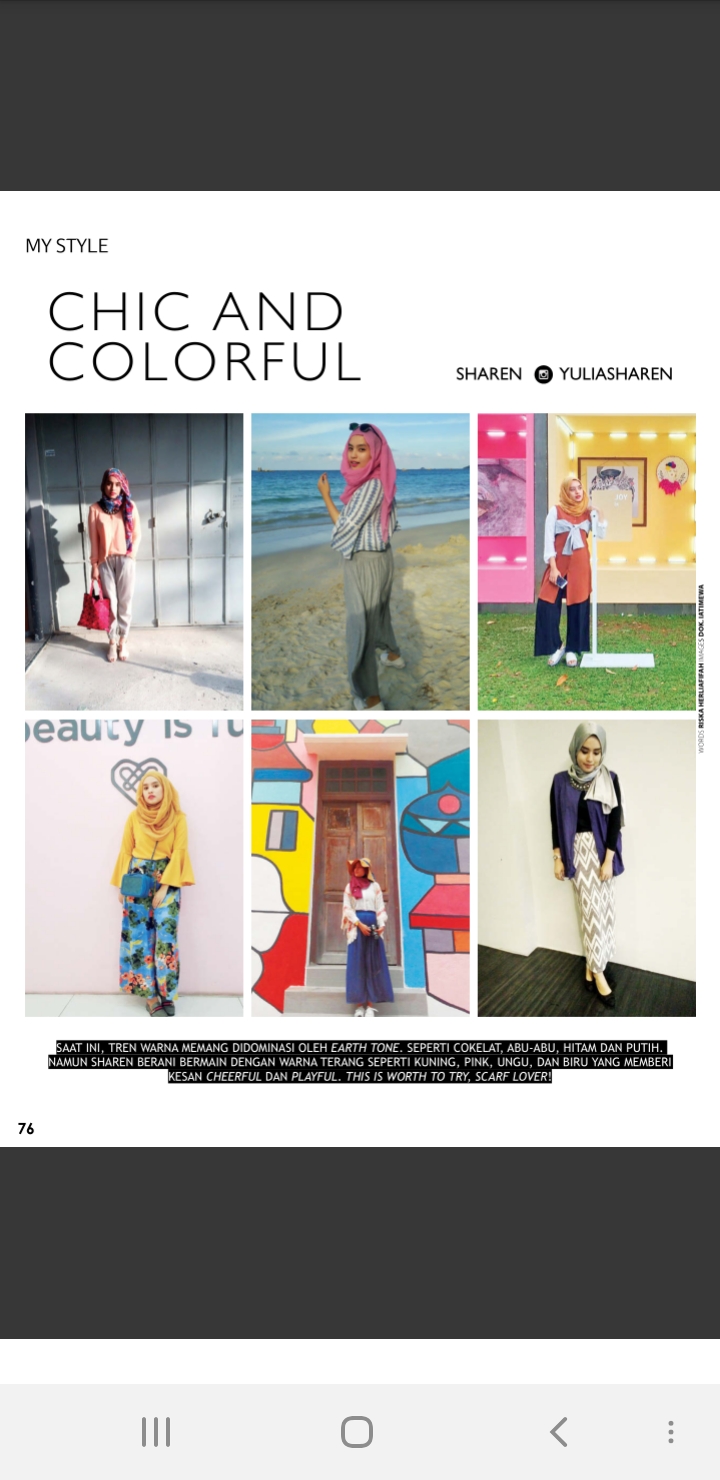 MY STYLE
CHIC AND
COLORFUL
SHAREN YULIASHAREN
JOY
WORDS RISKA HERLIAFIFAH IMAGES DOK. IATIMEWA
eauty is fu
SAAT INI, TREN WARNA MEMANG DIDOMINASI OLEH EARTH TONE. SEPERTI COKELAT, ABU-ABU, HITAM DAN PUTIH.
NAMUN SHAREN BERANI BERMAIN DENGAN WARNA TERANG SEPERTI KUNING, PINK, UNGU, DAN BIRU YANG MEMBERI
KESAN CHEERFUL DAN PLAYFUL. THIS IS WORTH TO TRY, SCARF LOVER!
76